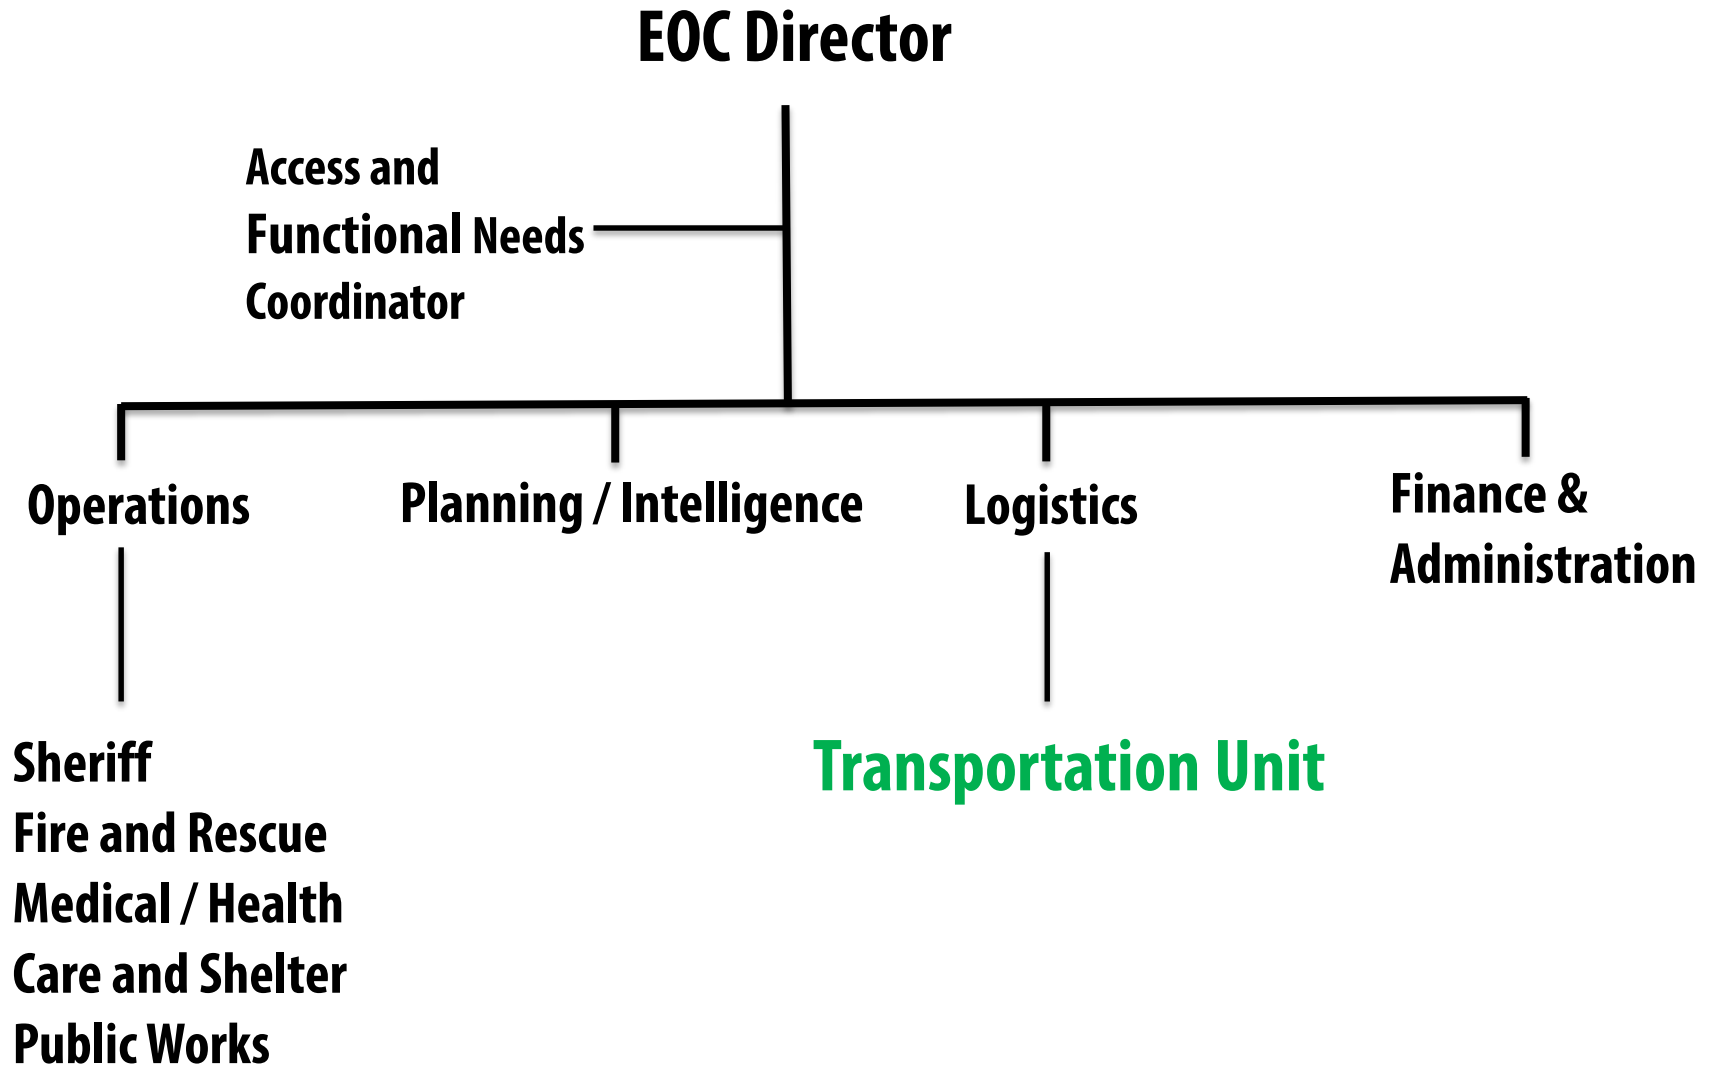 EOC Director
Access and
Functional Needs
Coordinator
Operations
Planning / Intelligence
Logistics
Finance &
Administration
Sheriff
Fire and Rescue
Medical / Health
Care and Shelter
Public Works
Transportation Unit